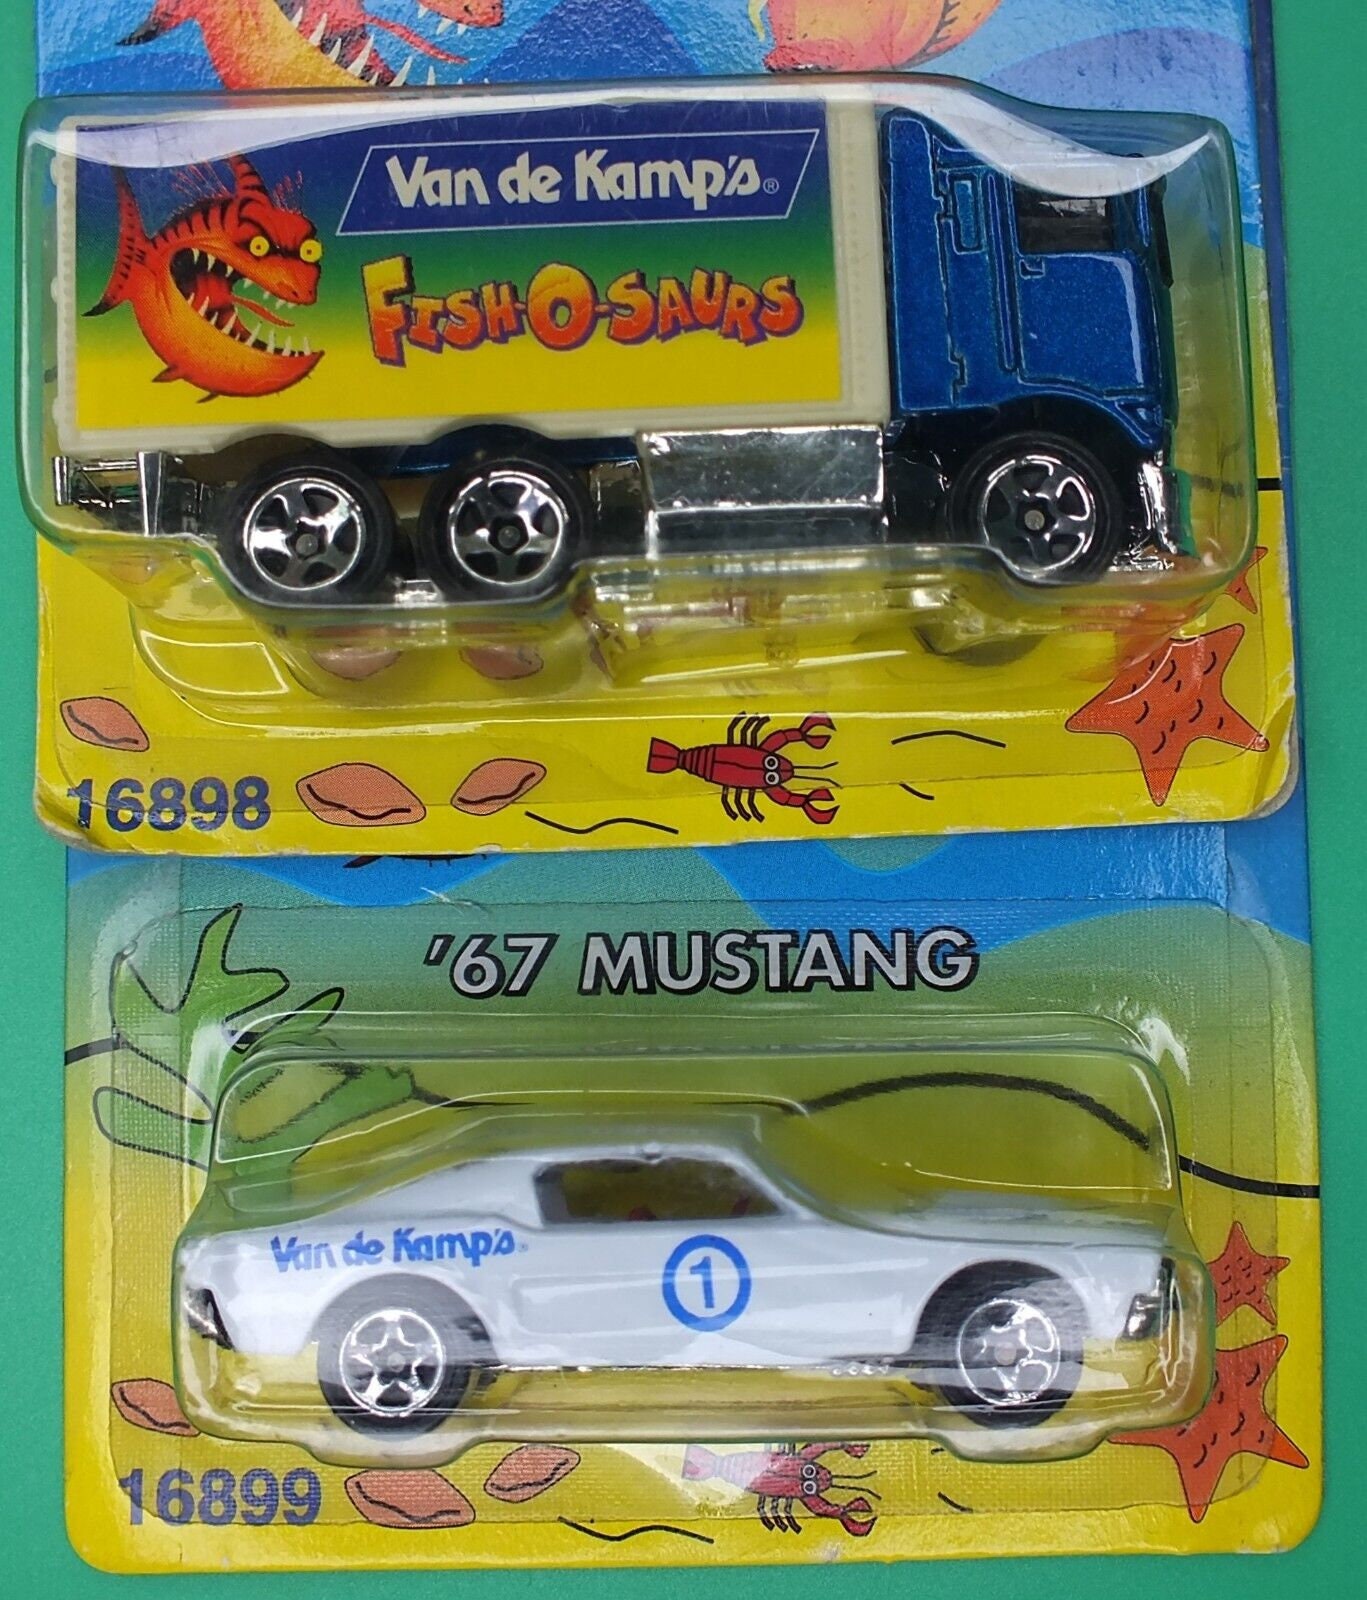 Van de Kamp's®
FISH-O-SAURS
16898
'67 MUSTANG
Van de Kamp's®
1
16899